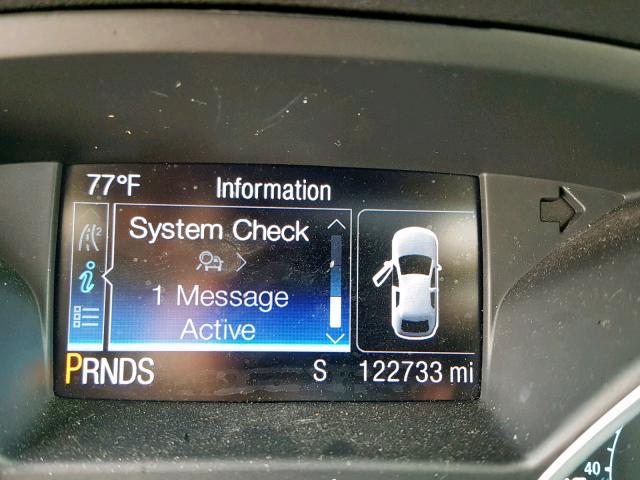 77°F Information
System Check
1 Message
Active
PRNDS S 122733 mi
40